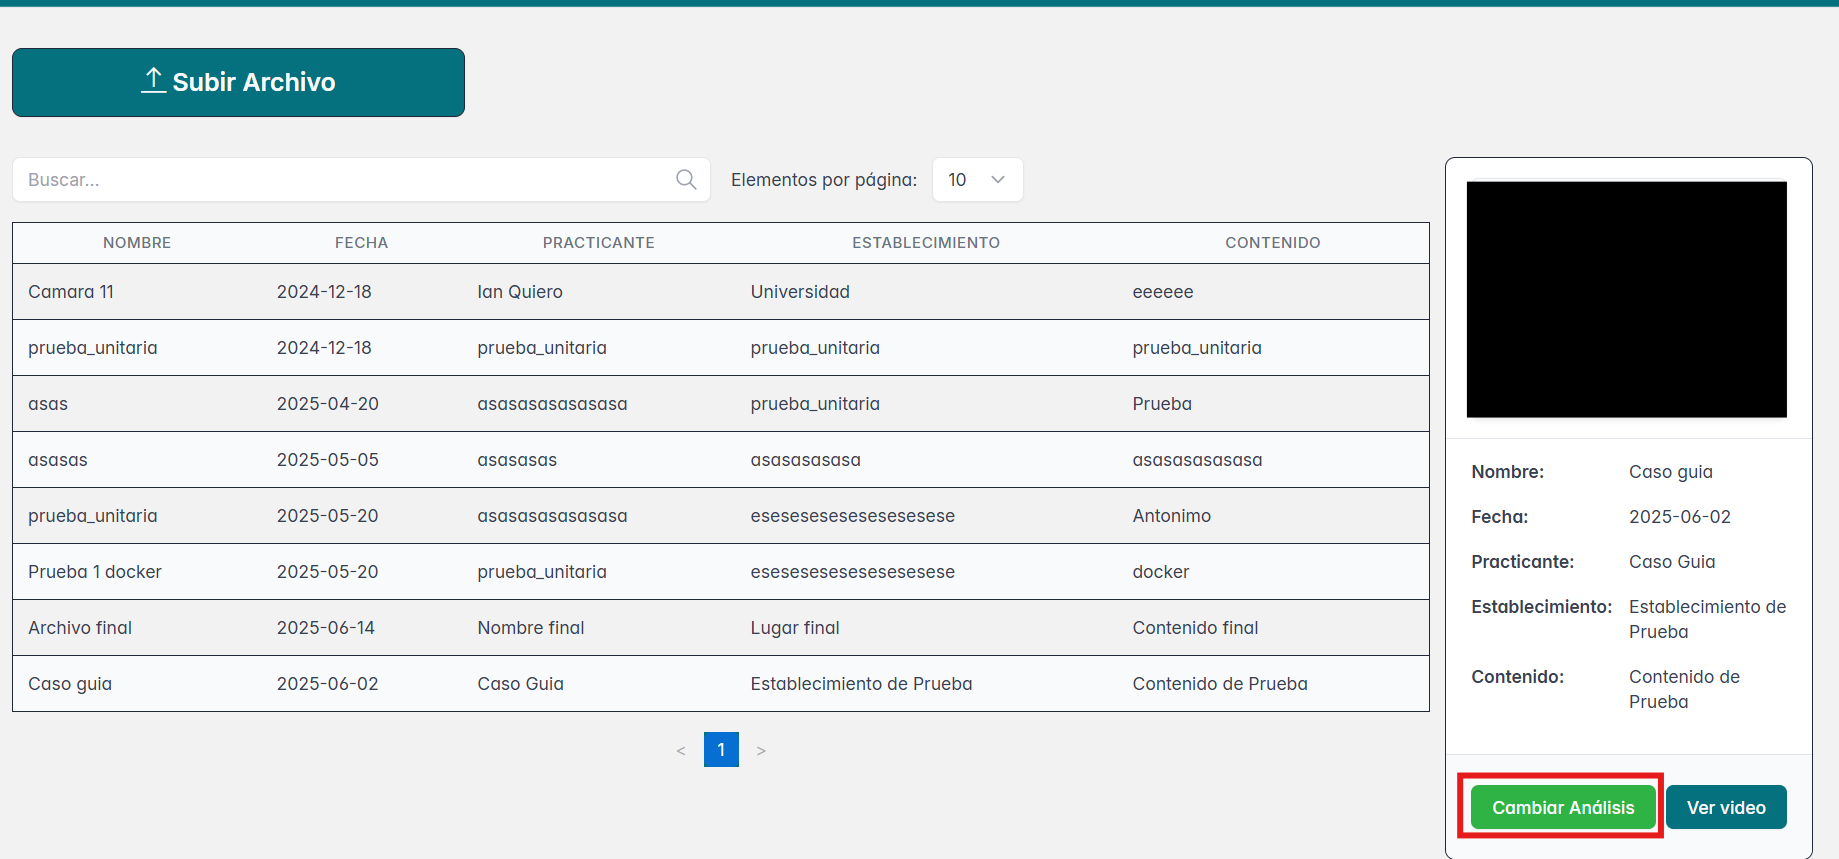 Subir Archivo
Buscar...
Elementos por página: 10
NOMBRE FECHA PRACTICANTE ESTABLECIMIENTO CONTENIDO
Camara 11 2024-12-18 Ian Quiero Universidad eeeeee
prueba_unitaria 2024-12-18 prueba_unitaria prueba_unitaria prueba_unitaria
asas 2025-04-20 asasasasasasasa prueba_unitaria Prueba
asasas 2025-05-05 asasasas asasasasasa asasasasasasa
prueba_unitaria 2025-05-20 asasasasasasasa esesesesesesesesesese Antonimo
Prueba 1 docker 2025-05-20 prueba_unitaria esesesesesesesesesese docker
Archivo final 2025-06-14 Nombre final Lugar final Contenido final
Caso guia 2025-06-02 Caso Guia Establecimiento de Prueba Contenido de Prueba
< 1 >
Nombre: Caso guia
Fecha: 2025-06-02
Practicante: Caso Guia
Establecimiento: Establecimiento de
Prueba
Contenido: Contenido de
Prueba
Cambiar Análisis Ver video